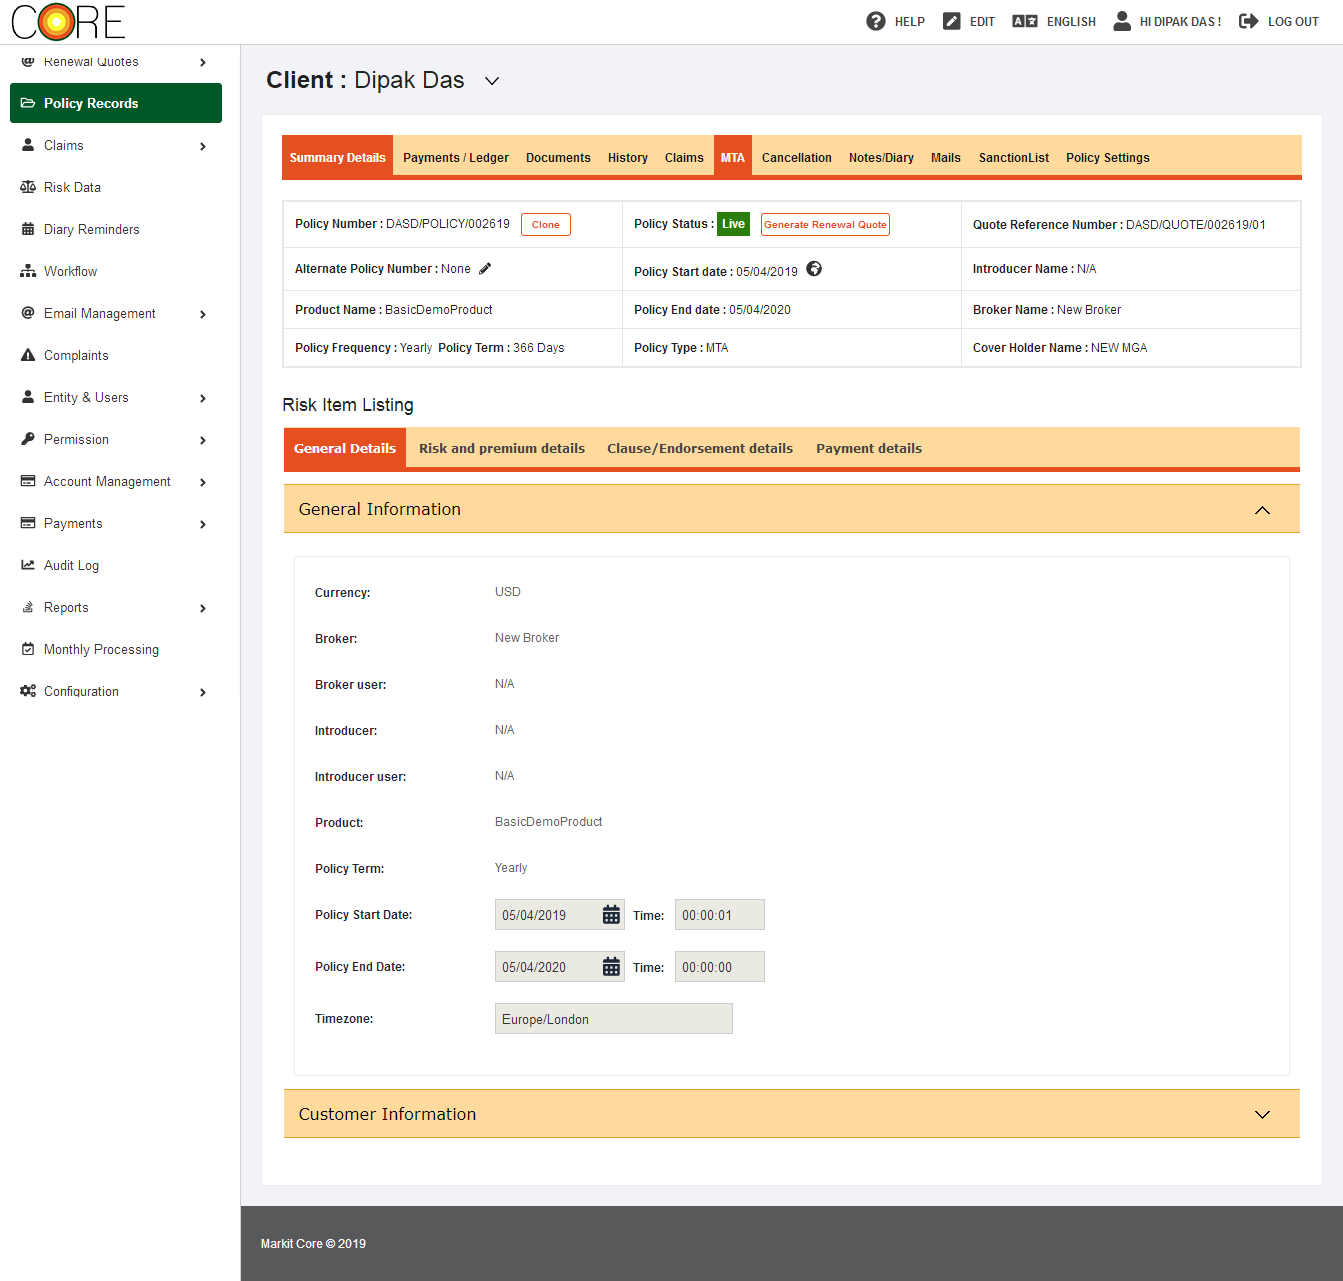 CORE
HELP
EDIT
ENGLISH
HI DIPAK DAS !
LOG OUT
Renewal Quotes
Policy Records
Claims
Risk Data
Diary Reminders
Workflow
Email Management
Complaints
Entity & Users
Permission
Account Management
Payments
Audit Log
Reports
Monthly Processing
Configuration
Client : Dipak Das
Summary Details Payments / Ledger Documents History Claims MTA Cancellation Notes/Diary Mails SanctionList Policy Settings
Policy Number : DASD/POLICY/002619 Clone
Policy Status : Live Generate Renewal Quote
Quote Reference Number : DASD/QUOTE/002619/01
Alternate Policy Number : None
Policy Start date : 05/04/2019
Introducer Name : N/A
Product Name : BasicDemoProduct
Policy End date : 05/04/2020
Broker Name : New Broker
Policy Frequency : Yearly Policy Term : 366 Days
Policy Type : MTA
Cover Holder Name : NEW MGA
Risk Item Listing
General Details Risk and premium details Clause/Endorsement details Payment details
General Information
Currency: USD
Broker: New Broker
Broker user: N/A
Introducer: N/A
Introducer user: N/A
Product: BasicDemoProduct
Policy Term: Yearly
Policy Start Date: 05/04/2019 Time: 00:00:01
Policy End Date: 05/04/2020 Time: 00:00:00
Timezone: Europe/London
Customer Information
Markit Core © 2019